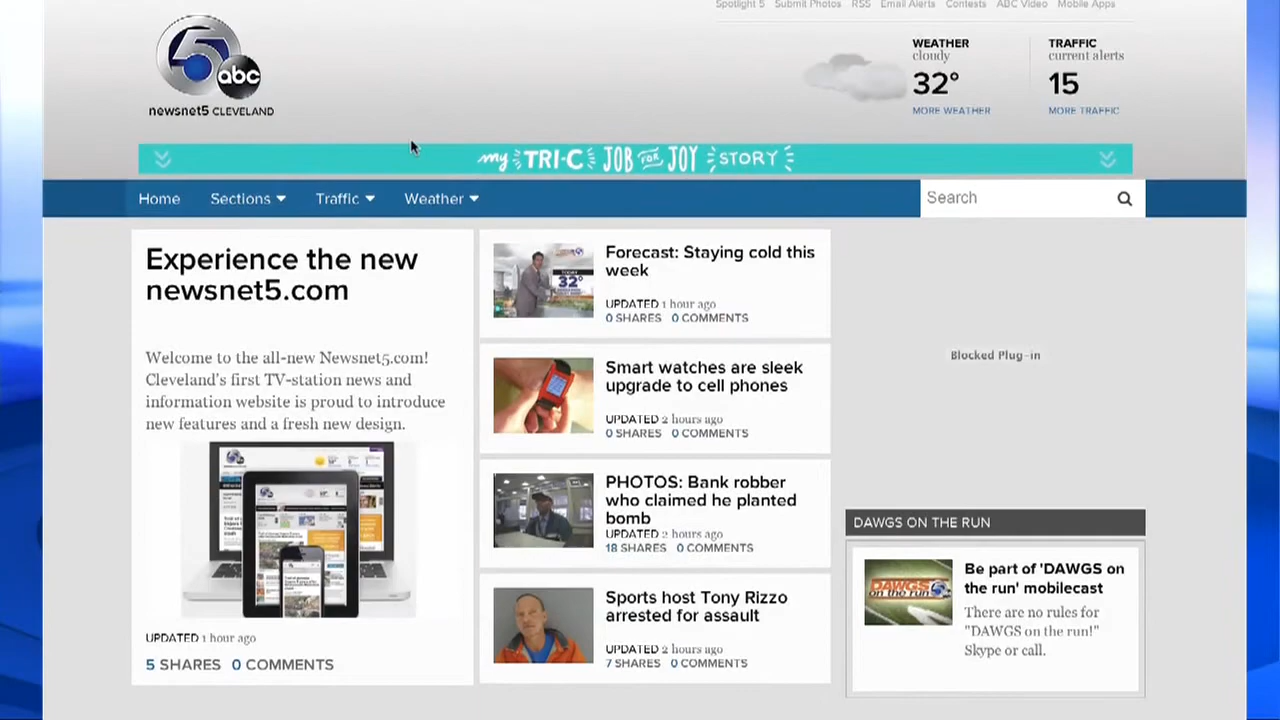 Spotlight 5 Submit Photos RSS Email Alerts Contests ABC Video Mobile Apps
5
abc
newsnet5 CLEVELAND
WEATHER
cloudy
32°
MORE WEATHER
TRAFFIC
current alerts
15
MORE TRAFFIC
my TRI-C JOB FOR JOY STORY
Home Sections Traffic Weather
Search
Experience the new
newsnet5.com
Welcome to the all-new Newsnet5.com!
Cleveland's first TV-station news and
information website is proud to introduce
new features and a fresh new design.
UPDATED 1 hour ago
5 SHARES 0 COMMENTS
TODAY
32°
Forecast: Staying cold this
week
UPDATED 1 hour ago
0 SHARES 0 COMMENTS
Smart watches are sleek
upgrade to cell phones
UPDATED 2 hours ago
0 SHARES 0 COMMENTS
PHOTOS: Bank robber
who claimed he planted
bomb
UPDATED 2 hours ago
18 SHARES 0 COMMENTS
Sports host Tony Rizzo
arrested for assault
UPDATED 2 hours ago
7 SHARES 0 COMMENTS
Blocked Plug-in
DAWGS ON THE RUN
DAWGS
on the run
Be part of 'DAWGS on
the run' mobilecast
There are no rules for
"DAWGS on the run!"
Skype or call.